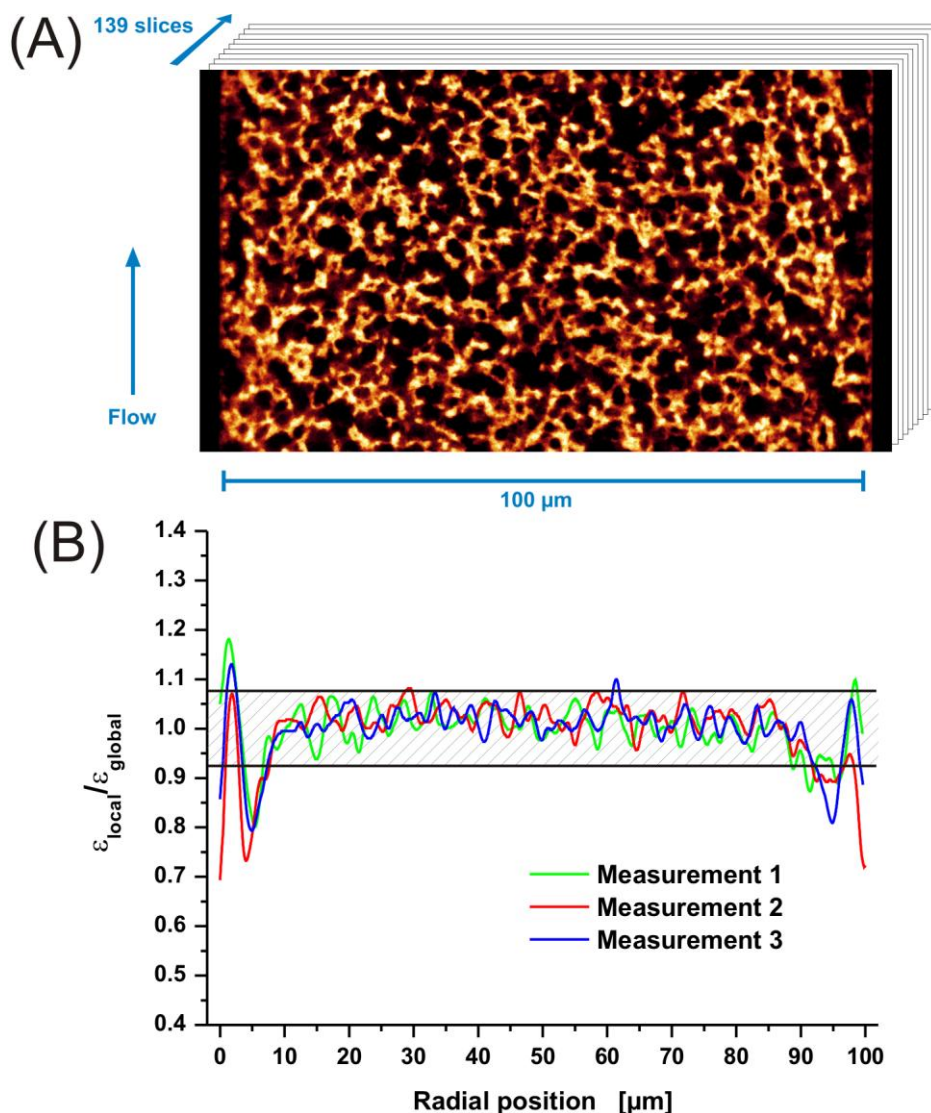 (A)
139 slices
Flow
100 µm
(B)
1.4
1.3
1.2
1.1
1.0
0.9
0.8
0.7
0.6
0.5
0.4
ε_local/ε_global
Measurement 1
Measurement 2
Measurement 3
0 10 20 30 40 50 60 70 80 90 100
Radial position [µm]